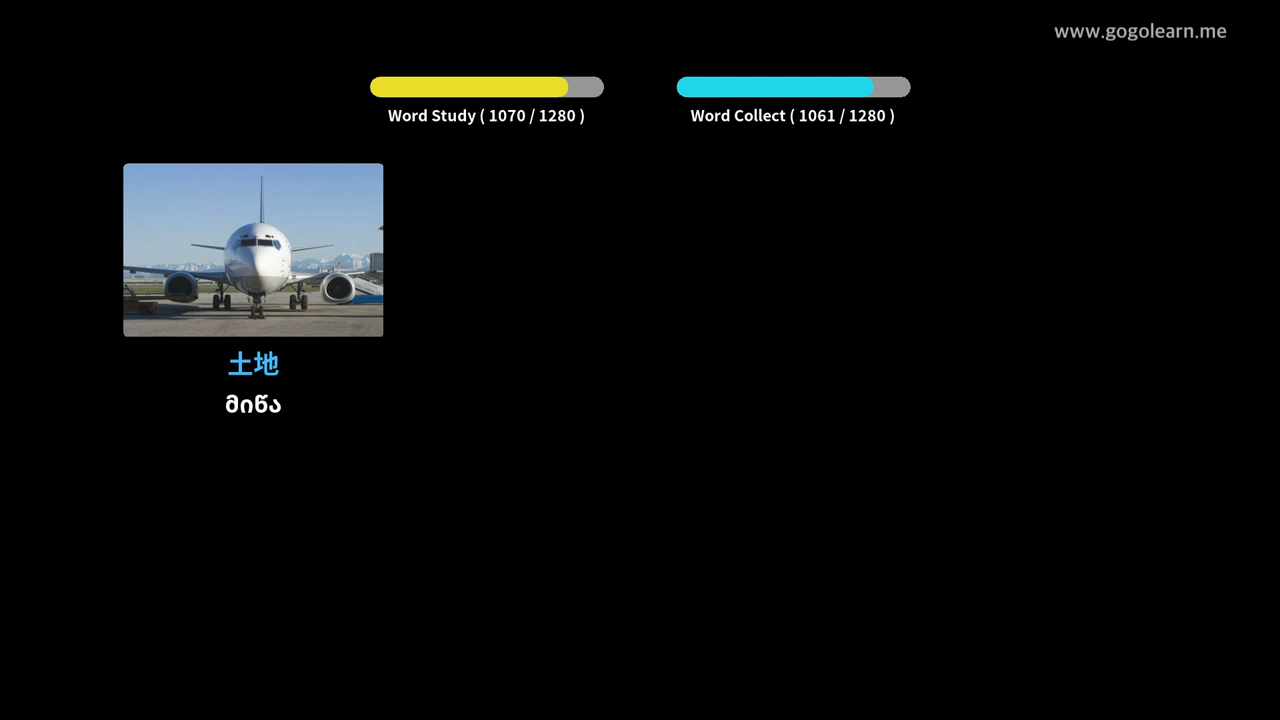 www.gogolearn.me
Word Study ( 1070 / 1280 )
Word Collect ( 1061 / 1280 )
土地
მიწა